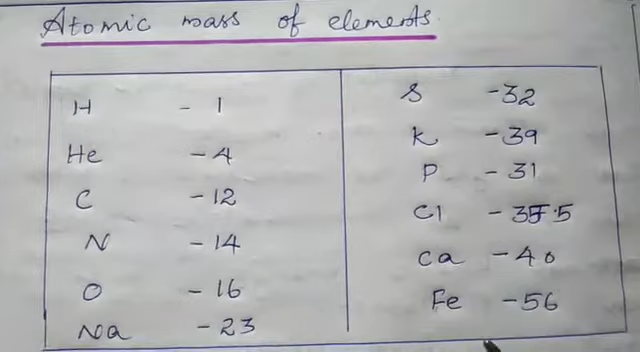 Atomic mass of elements
H - 1
He - 4
C - 12
N - 14
O - 16
Na - 23
S - 32
K - 39
P - 31
Cl - 35.5
Ca - 40
Fe - 56